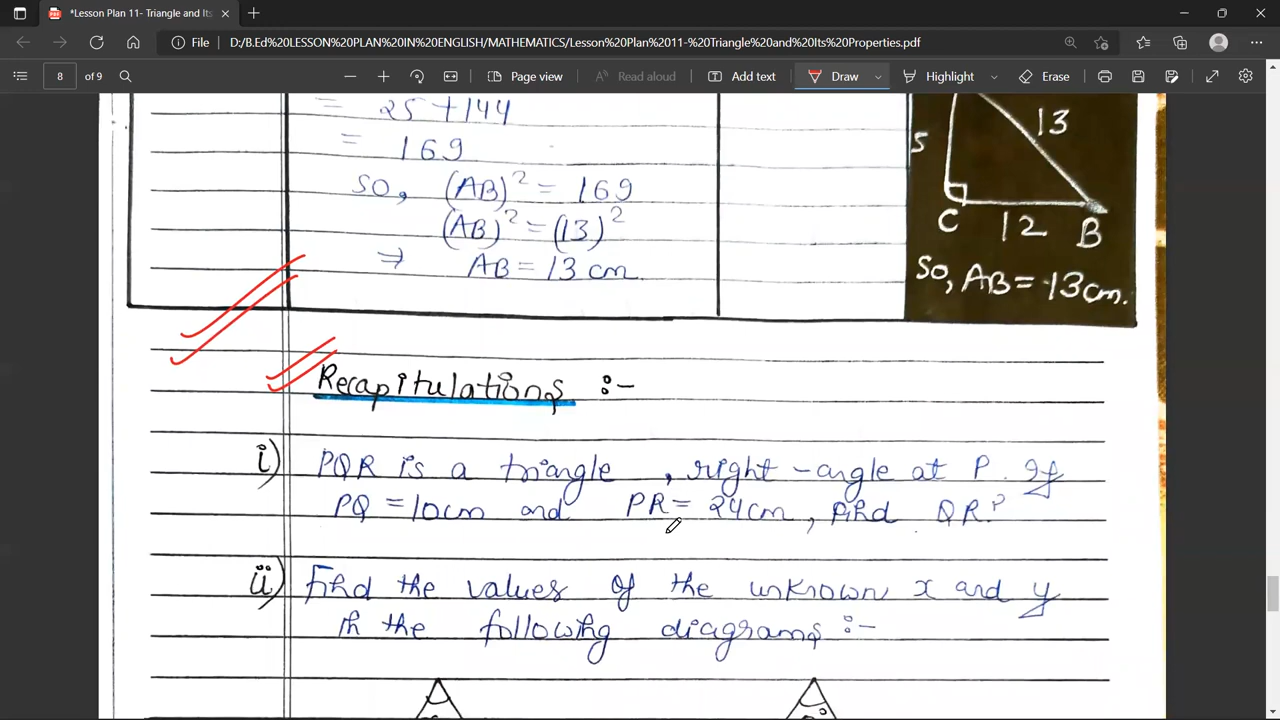 *Lesson Plan 11- Triangle and Its
File D:/B.Ed%20LESSON%20PLAN%20IN%20ENGLISH/MATHEMATICS/Lesson%20Plan%2011-%20Triangle%20and%20Its%20Properties.pdf
8 of 9 Page view Read aloud Add text Draw Highlight Erase
= 25 + 144
= 169
so, (AB)² = 169
(AB)² = (13)²
⇒ AB = 13 cm
5 13
C 12 B
So, AB = 13cm.
Recapitulations :-
i) PQR is a triangle , right - angle at P. If
PQ = 10cm and PR = 24cm , find QR?
ii) Find the values of the unknown x and y
in the following diagrams :-